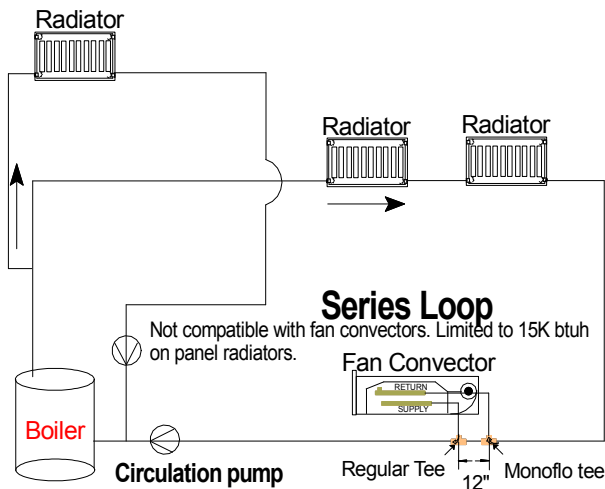 Radiator
Radiator
Radiator
Series Loop
Not compatible with fan convectors. Limited to 15K btuh
on panel radiators.
Fan Convector
RETURN
SUPPLY
Boiler
Circulation pump
Regular Tee
12"
Monoflo tee